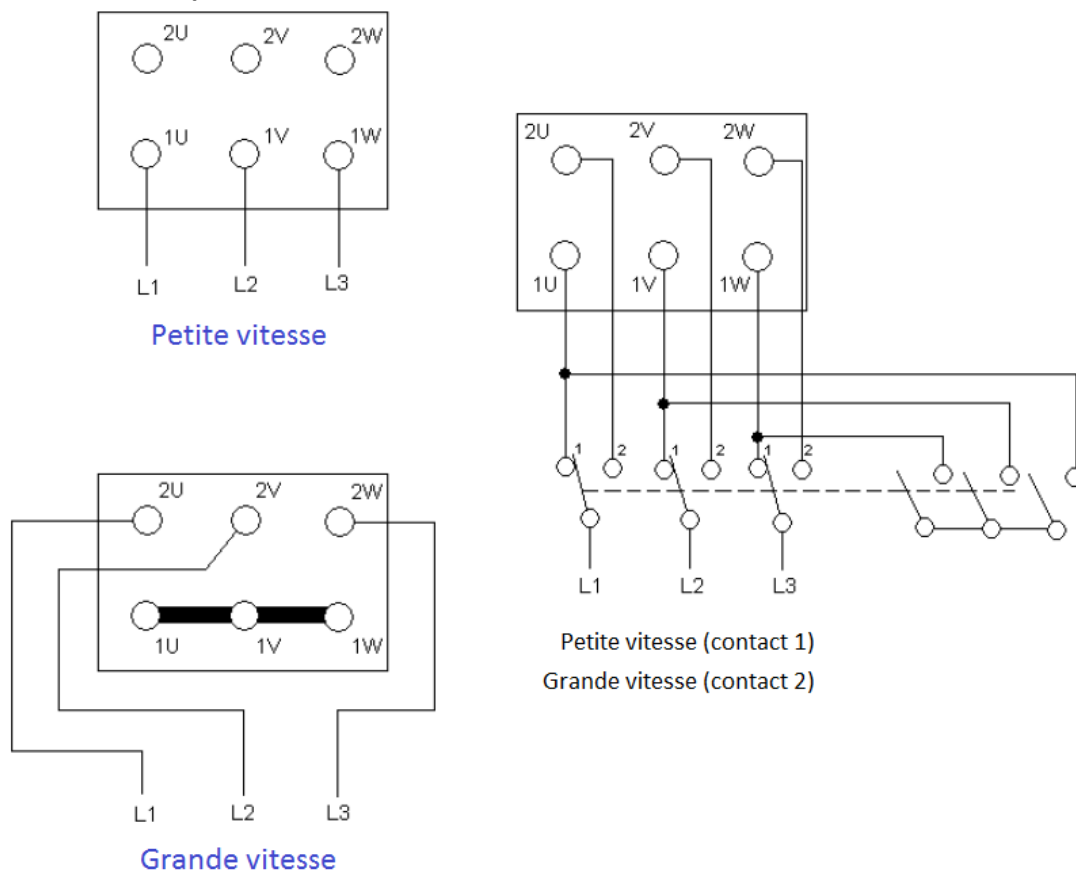 2U 2V 2W
1U 1V 1W
L1 L2 L3
Petite vitesse
2U 2V 2W
1U 1V 1W
L1 L2 L3
Grande vitesse
2U 2V 2W
1U 1V 1W
1 2 1 2 1 2
L1 L2 L3
Petite vitesse (contact 1)
Grande vitesse (contact 2)